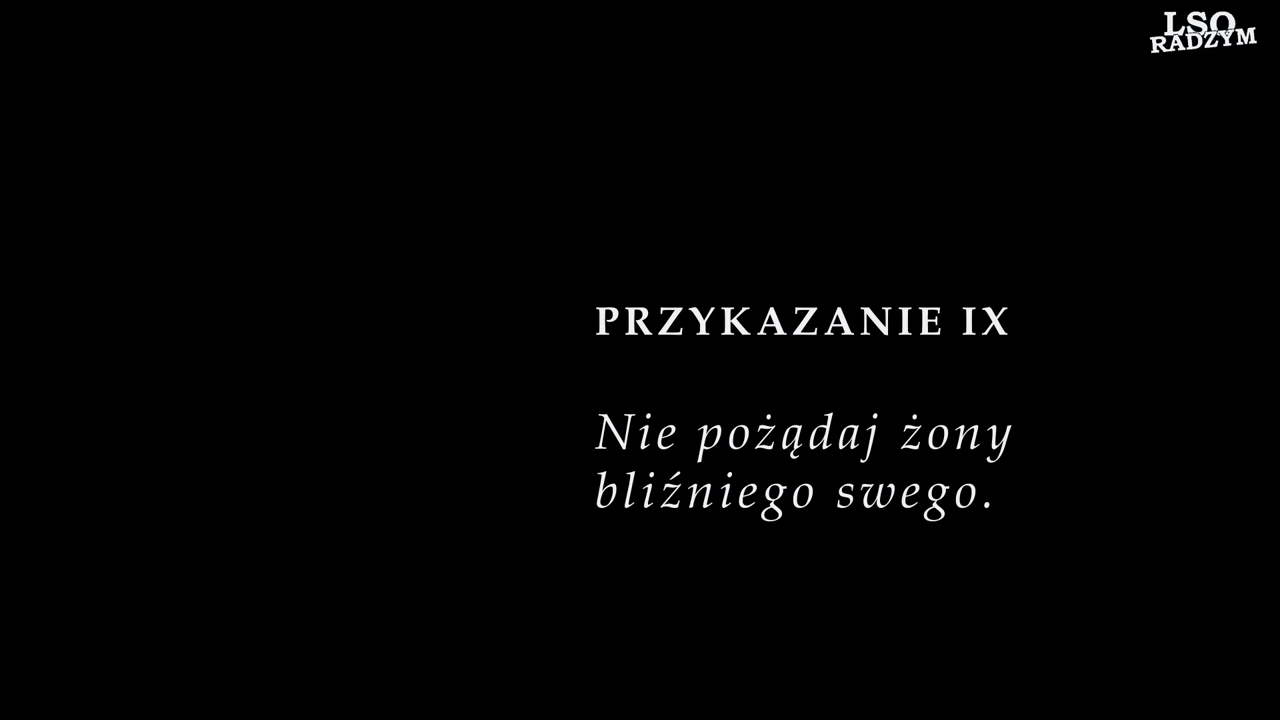 LSO
RADZYM
PRZYKAZANIE IX
Nie pożądaj żony
bliźniego swego.